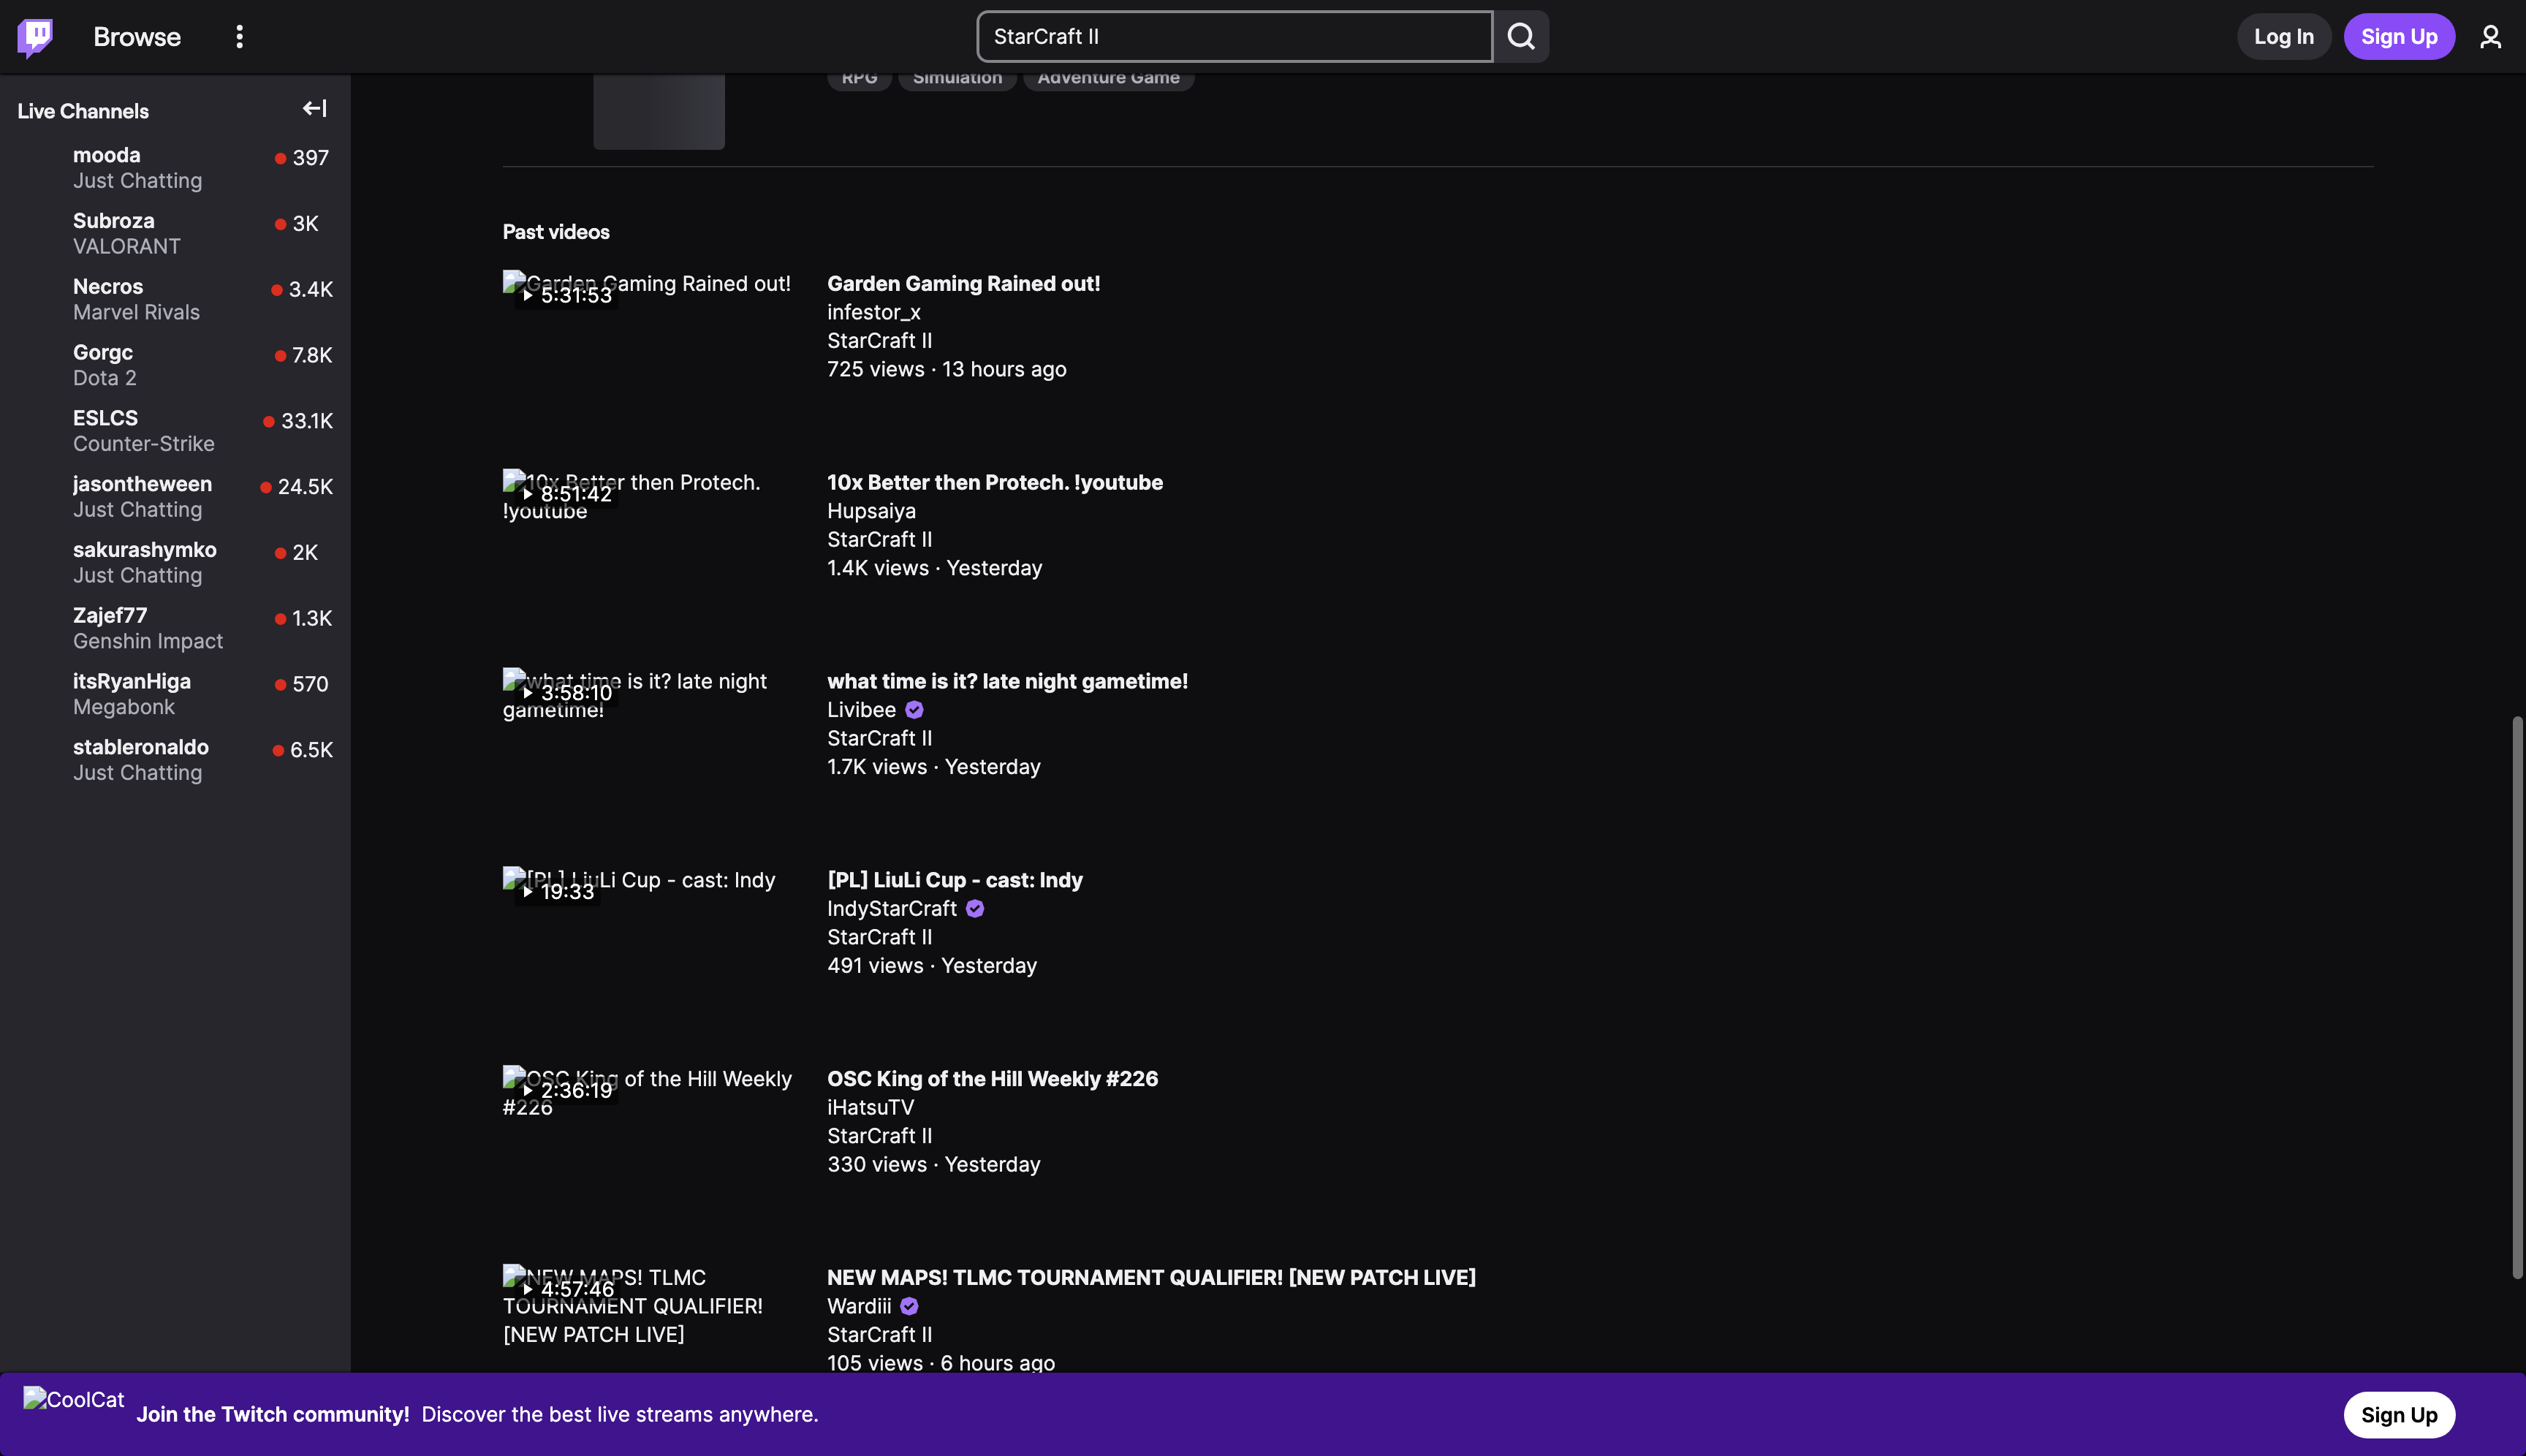 Browse
StarCraft II
Log In
Sign Up
Live Channels
mooda
397
Just Chatting
Subroza
3K
VALORANT
Necros
3.4K
Marvel Rivals
Gorgc
7.8K
Dota 2
ESLCS
33.1K
Counter-Strike
jasontheween
24.5K
Just Chatting
sakurashymko
2K
Just Chatting
Zajef77
1.3K
Genshin Impact
itsRyanHiga
570
Megabonk
stableronaldo
6.5K
Just Chatting
RPG
Simulation
Adventure Game
Past videos
Garden Gaming Rained out!
5:31:53
Garden Gaming Rained out!
infestor_x
StarCraft II
725 views · 13 hours ago
10x Better then Protech.
8:51:42
!youtube
10x Better then Protech. !youtube
Hupsaiya
StarCraft II
1.4K views · Yesterday
what time is it? late night
3:58:10
gametime!
what time is it? late night gametime!
Livibee
StarCraft II
1.7K views · Yesterday
[PL] LiuLi Cup - cast: Indy
19:33
[PL] LiuLi Cup - cast: Indy
IndyStarCraft
StarCraft II
491 views · Yesterday
OSC King of the Hill Weekly
2:36:19
#226
OSC King of the Hill Weekly #226
iHatsuTV
StarCraft II
330 views · Yesterday
NEW MAPS! TLMC
4:57:46
TOURNAMENT QUALIFIER!
[NEW PATCH LIVE]
NEW MAPS! TLMC TOURNAMENT QUALIFIER! [NEW PATCH LIVE]
Wardiii
StarCraft II
105 views · 6 hours ago
CoolCat
Join the Twitch community! Discover the best live streams anywhere.
Sign Up